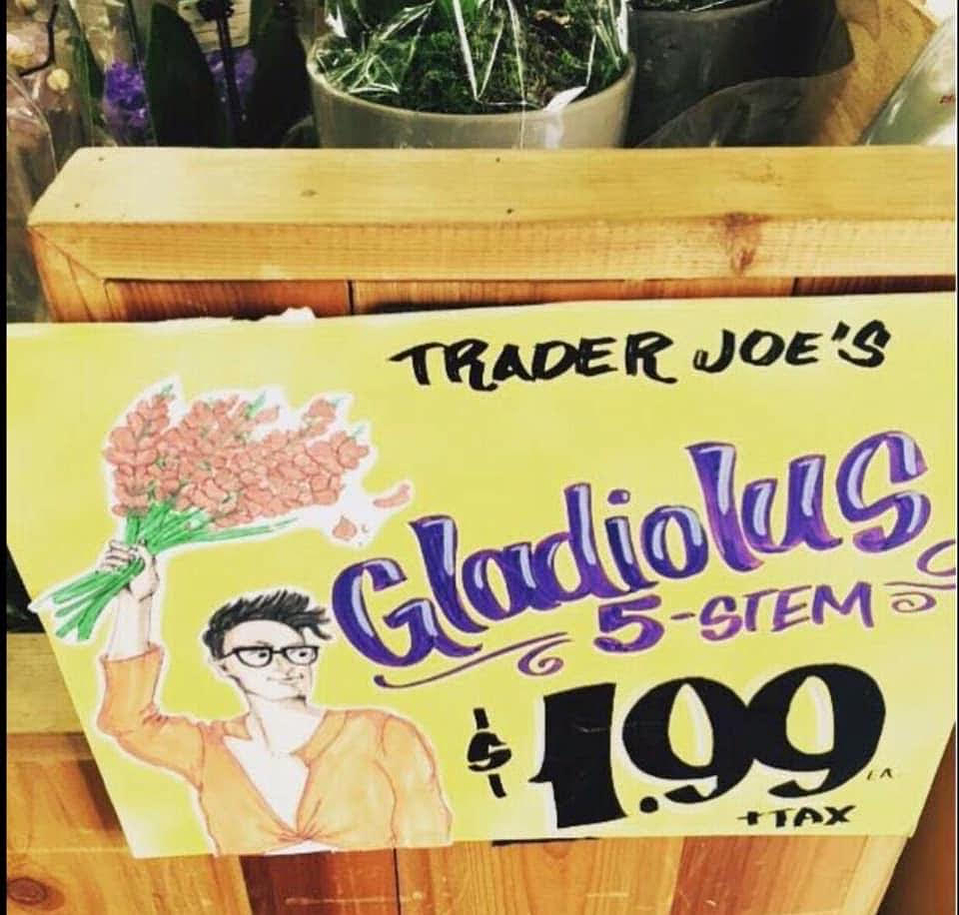 TRADER JOE'S
Gladiolus
5-STEM
$1.99 EA
+TAX